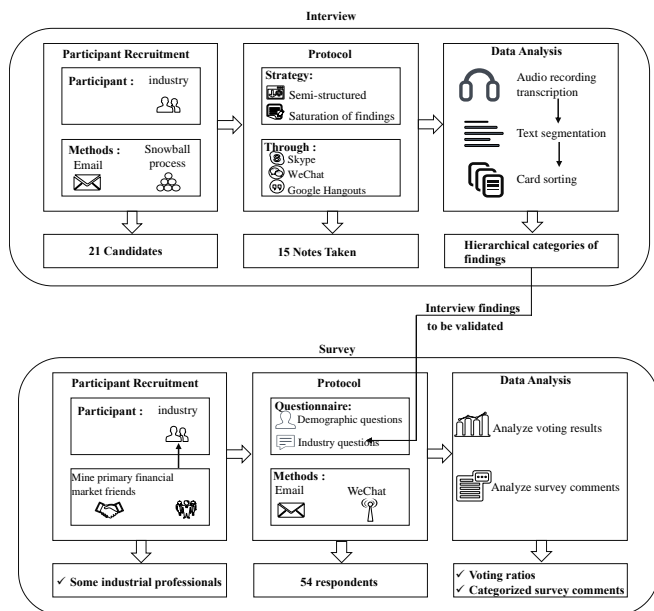 Interview
Participant Recruitment
Participant : industry
Methods :
Email
Snowball
process
21 Candidates
Protocol
Strategy:
Semi-structured
Saturation of findings
Through :
Skype
WeChat
Google Hangouts
15 Notes Taken
Data Analysis
Audio recording
transcription
Text segmentation
Card sorting
Hierarchical categories of
findings
Interview findings
to be validated
Survey
Participant Recruitment
Participant : industry
Mine primary financial
market friends
✓ Some industrial professionals
Protocol
Questionnaire:
Demographic questions
Industry questions
Methods :
Email
WeChat
54 respondents
Data Analysis
Analyze voting results
Analyze survey comments
✓ Voting ratios
✓ Categorized survey comments